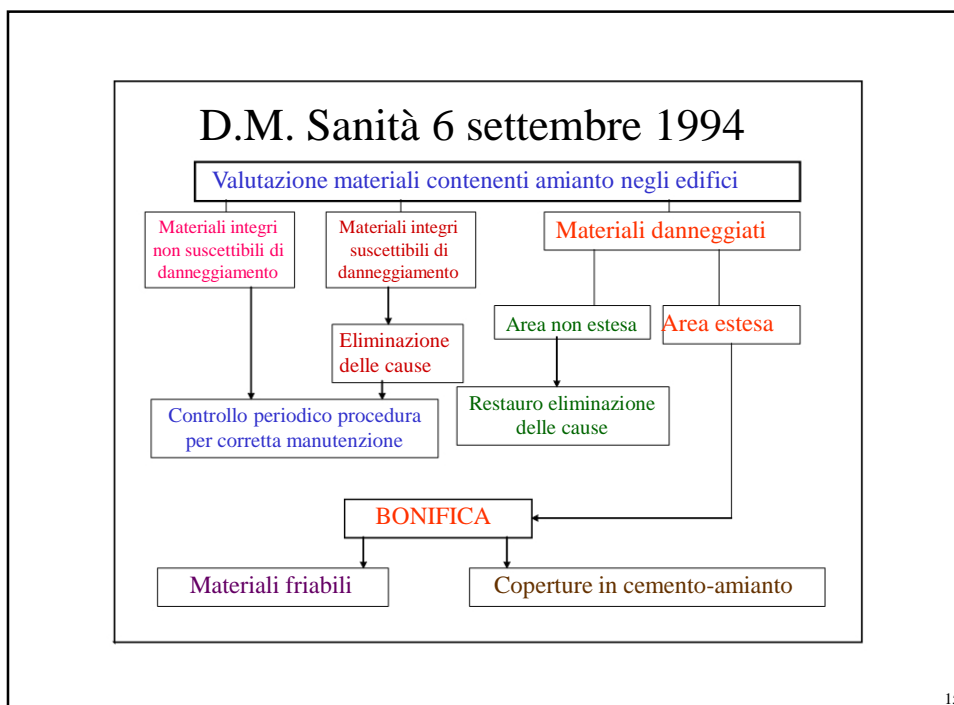 D.M. Sanità 6 settembre 1994
Valutazione materiali contenenti amianto negli edifici
Materiali integri
non suscettibili di
danneggiamento
Materiali integri
suscettibili di
danneggiamento
Materiali danneggiati
Area non estesa
Area estesa
Eliminazione
delle cause
Controllo periodico procedura
per corretta manutenzione
Restauro eliminazione
delle cause
BONIFICA
Materiali friabili
Coperture in cemento-amianto